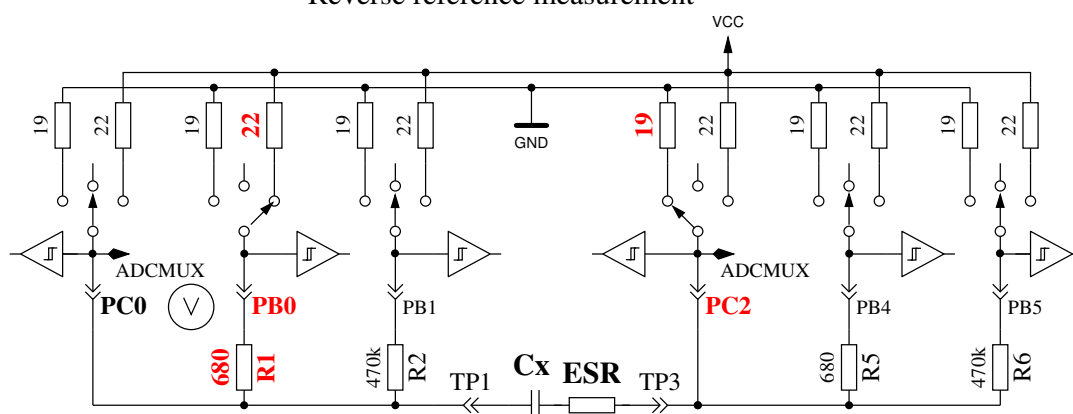 Reverse reference measurement
VCC
19 22 19 22 19 22 GND 19 22 19 22 19 22
ADCMUX ADCMUX
PC0 V PB0 PB1 PC2 PB4 PB5
680 R1 470k R2 680 R5 470k R6
TP1 Cx ESR TP3